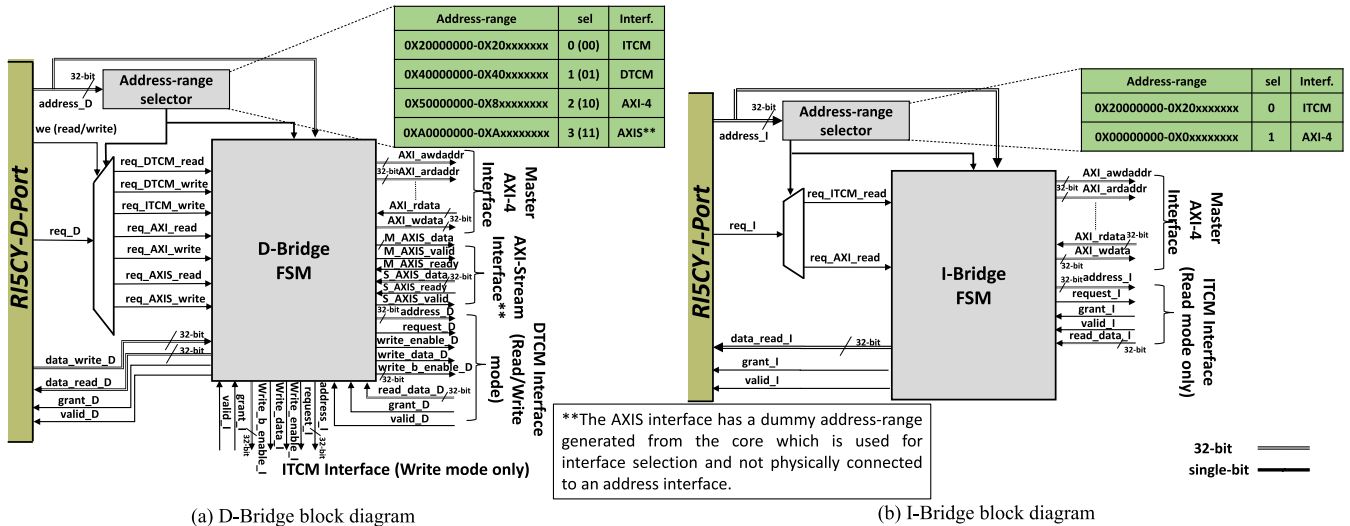 Address-range sel Interf.
0X20000000-0X20xxxxxxx 0 (00) ITCM
0X40000000-0X40xxxxxxx 1 (01) DTCM
0X50000000-0X8xxxxxxxx 2 (10) AXI-4
0XA0000000-0XAxxxxxxxx 3 (11) AXIS**
RI5CY-D-Port
32-bit
address_D
Address-range
selector
we (read/write)
req_D
req_DTCM_read
req_DTCM_write
req_ITCM_write
req_AXI_read
req_AXI_write
req_AXIS_read
req_AXIS_write
32-bit
32-bit
data_write_D
data_read_D
grant_D
valid_D
D-Bridge
FSM
AXI_awdaddr
32-bit
AXI_ardaddr
AXI_rdata
AXI_wdata
32-bit
Master
AXI-4
Interface
M_AXIS_data
M_AXIS_valid
M_AXIS_ready
S_AXIS_data
32-bit
S_AXIS_ready
S_AXIS_valid
AXI-Stream
Interface**
32-bit
address_D
request_D
write_enable_D
write_data_D
write_b_enable_D
32-bit
read_data_D
32-bit
grant_D
valid_D
DTCM Interface
(Read/Write
mode)
valid_I
grant_I
32-bit
Write_b_enable_I
Write_data_I
Write_enable_I
32-bit
request_I
address_I
32-bit
ITCM Interface (Write mode only)
(a) D-Bridge block diagram
Address-range sel Interf.
0X20000000-0X20xxxxxxx 0 ITCM
0X00000000-0X0xxxxxxxx 1 AXI-4
RI5CY-I-Port
32-bit
address_I
Address-range
selector
req_I
req_ITCM_read
req_AXI_read
data_read_I
32-bit
grant_I
valid_I
I-Bridge
FSM
AXI_awdaddr
32-bit
AXI_ardaddr
AXI_rdata
32-bit
AXI_wdata
32-bit
Master
AXI-4
Interface
address_I
32-bit
request_I
grant_I
valid_I
read_data_I
32-bit
ITCM Interface
(Read mode only)
**The AXIS interface has a dummy address-range
generated from the core which is used for
interface selection and not physically connected
to an address interface.
32-bit
single-bit
(b) I-Bridge block diagram